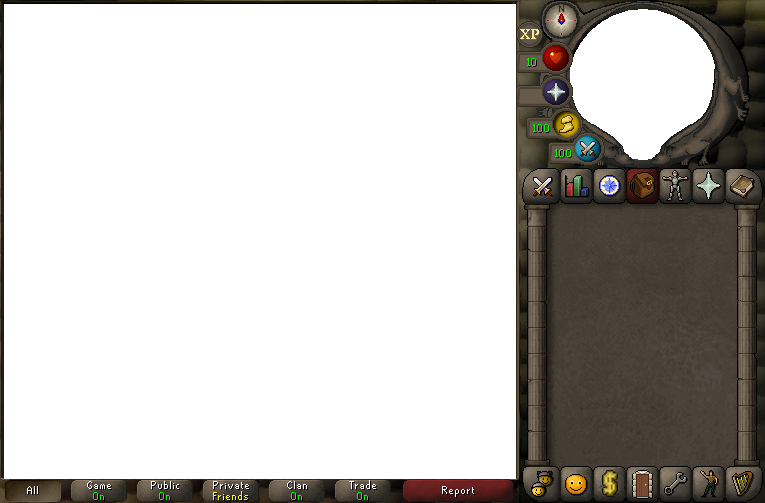 N
XP
10
100
100
All
Game
On
Public
On
Private
Friends
Clan
On
Trade
On
Report